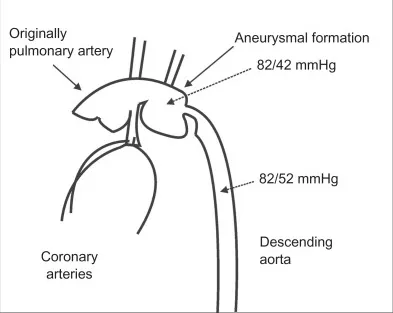 Originally
pulmonary artery
Aneurysmal formation
82/42 mmHg
82/52 mmHg
Coronary
arteries
Descending
aorta